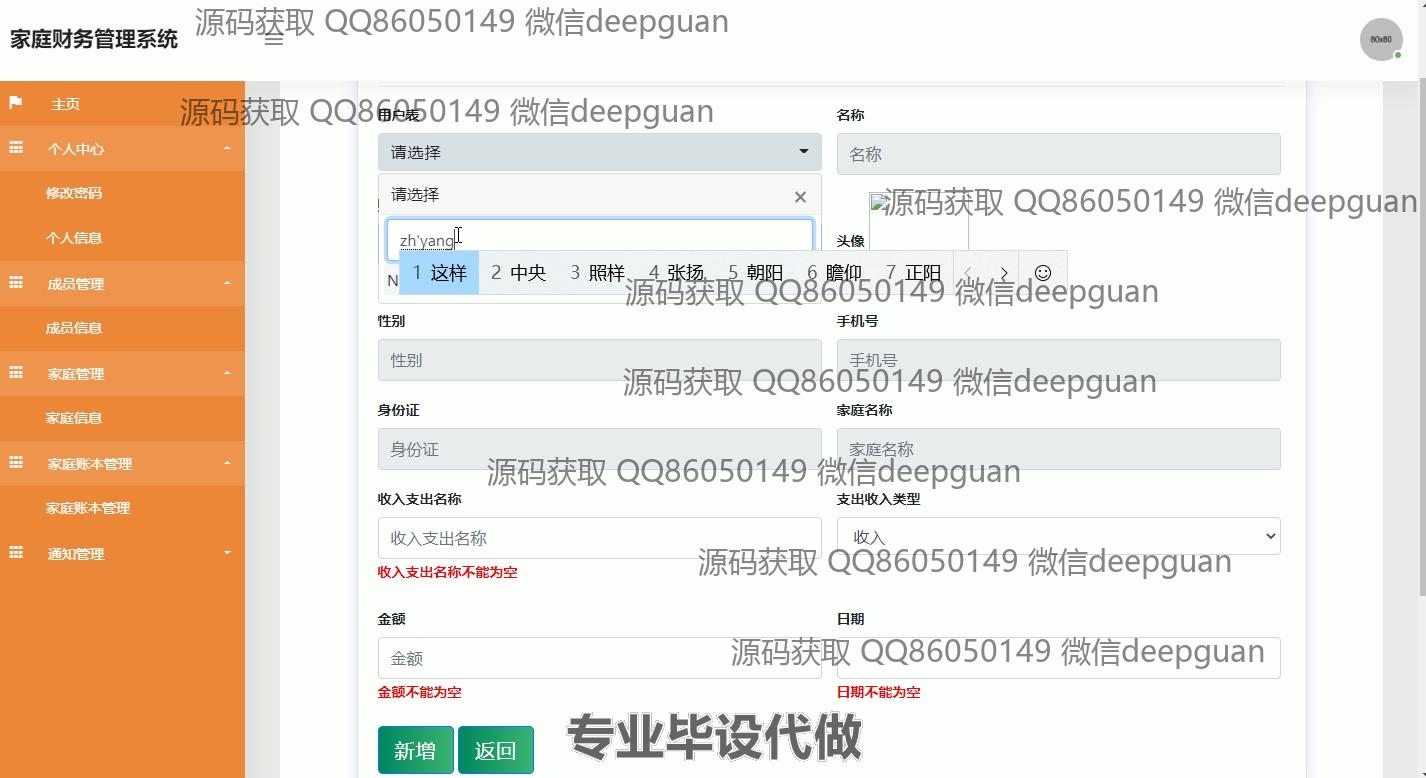 家庭财务管理系统
源码获取 QQ86050149 微信deepguan
80x80
主页
源码获取 QQ86050149 微信deepguan
用户表
名称
个人中心
请选择
名称
修改密码
请选择
×
源码获取 QQ86050149 微信deepguan
个人信息
zh'yang
头像
成员管理
1 这样 2 中央 3 照样 4 张扬 5 朝阳 6 瞻仰 7 正阳
N
源码获取 QQ86050149 微信deepguan
成员信息
性别
手机号
家庭管理
性别
手机号
源码获取 QQ86050149 微信deepguan
家庭信息
身份证
家庭名称
家庭账本管理
身份证
家庭名称
源码获取 QQ86050149 微信deepguan
家庭账本管理
收入支出名称
支出收入类型
通知管理
收入支出名称
收入
源码获取 QQ86050149 微信deepguan
收入支出名称不能为空
金额
日期
金额
源码获取 QQ86050149 微信deepguan
金额不能为空
日期不能为空
新增
返回
专业毕设代做